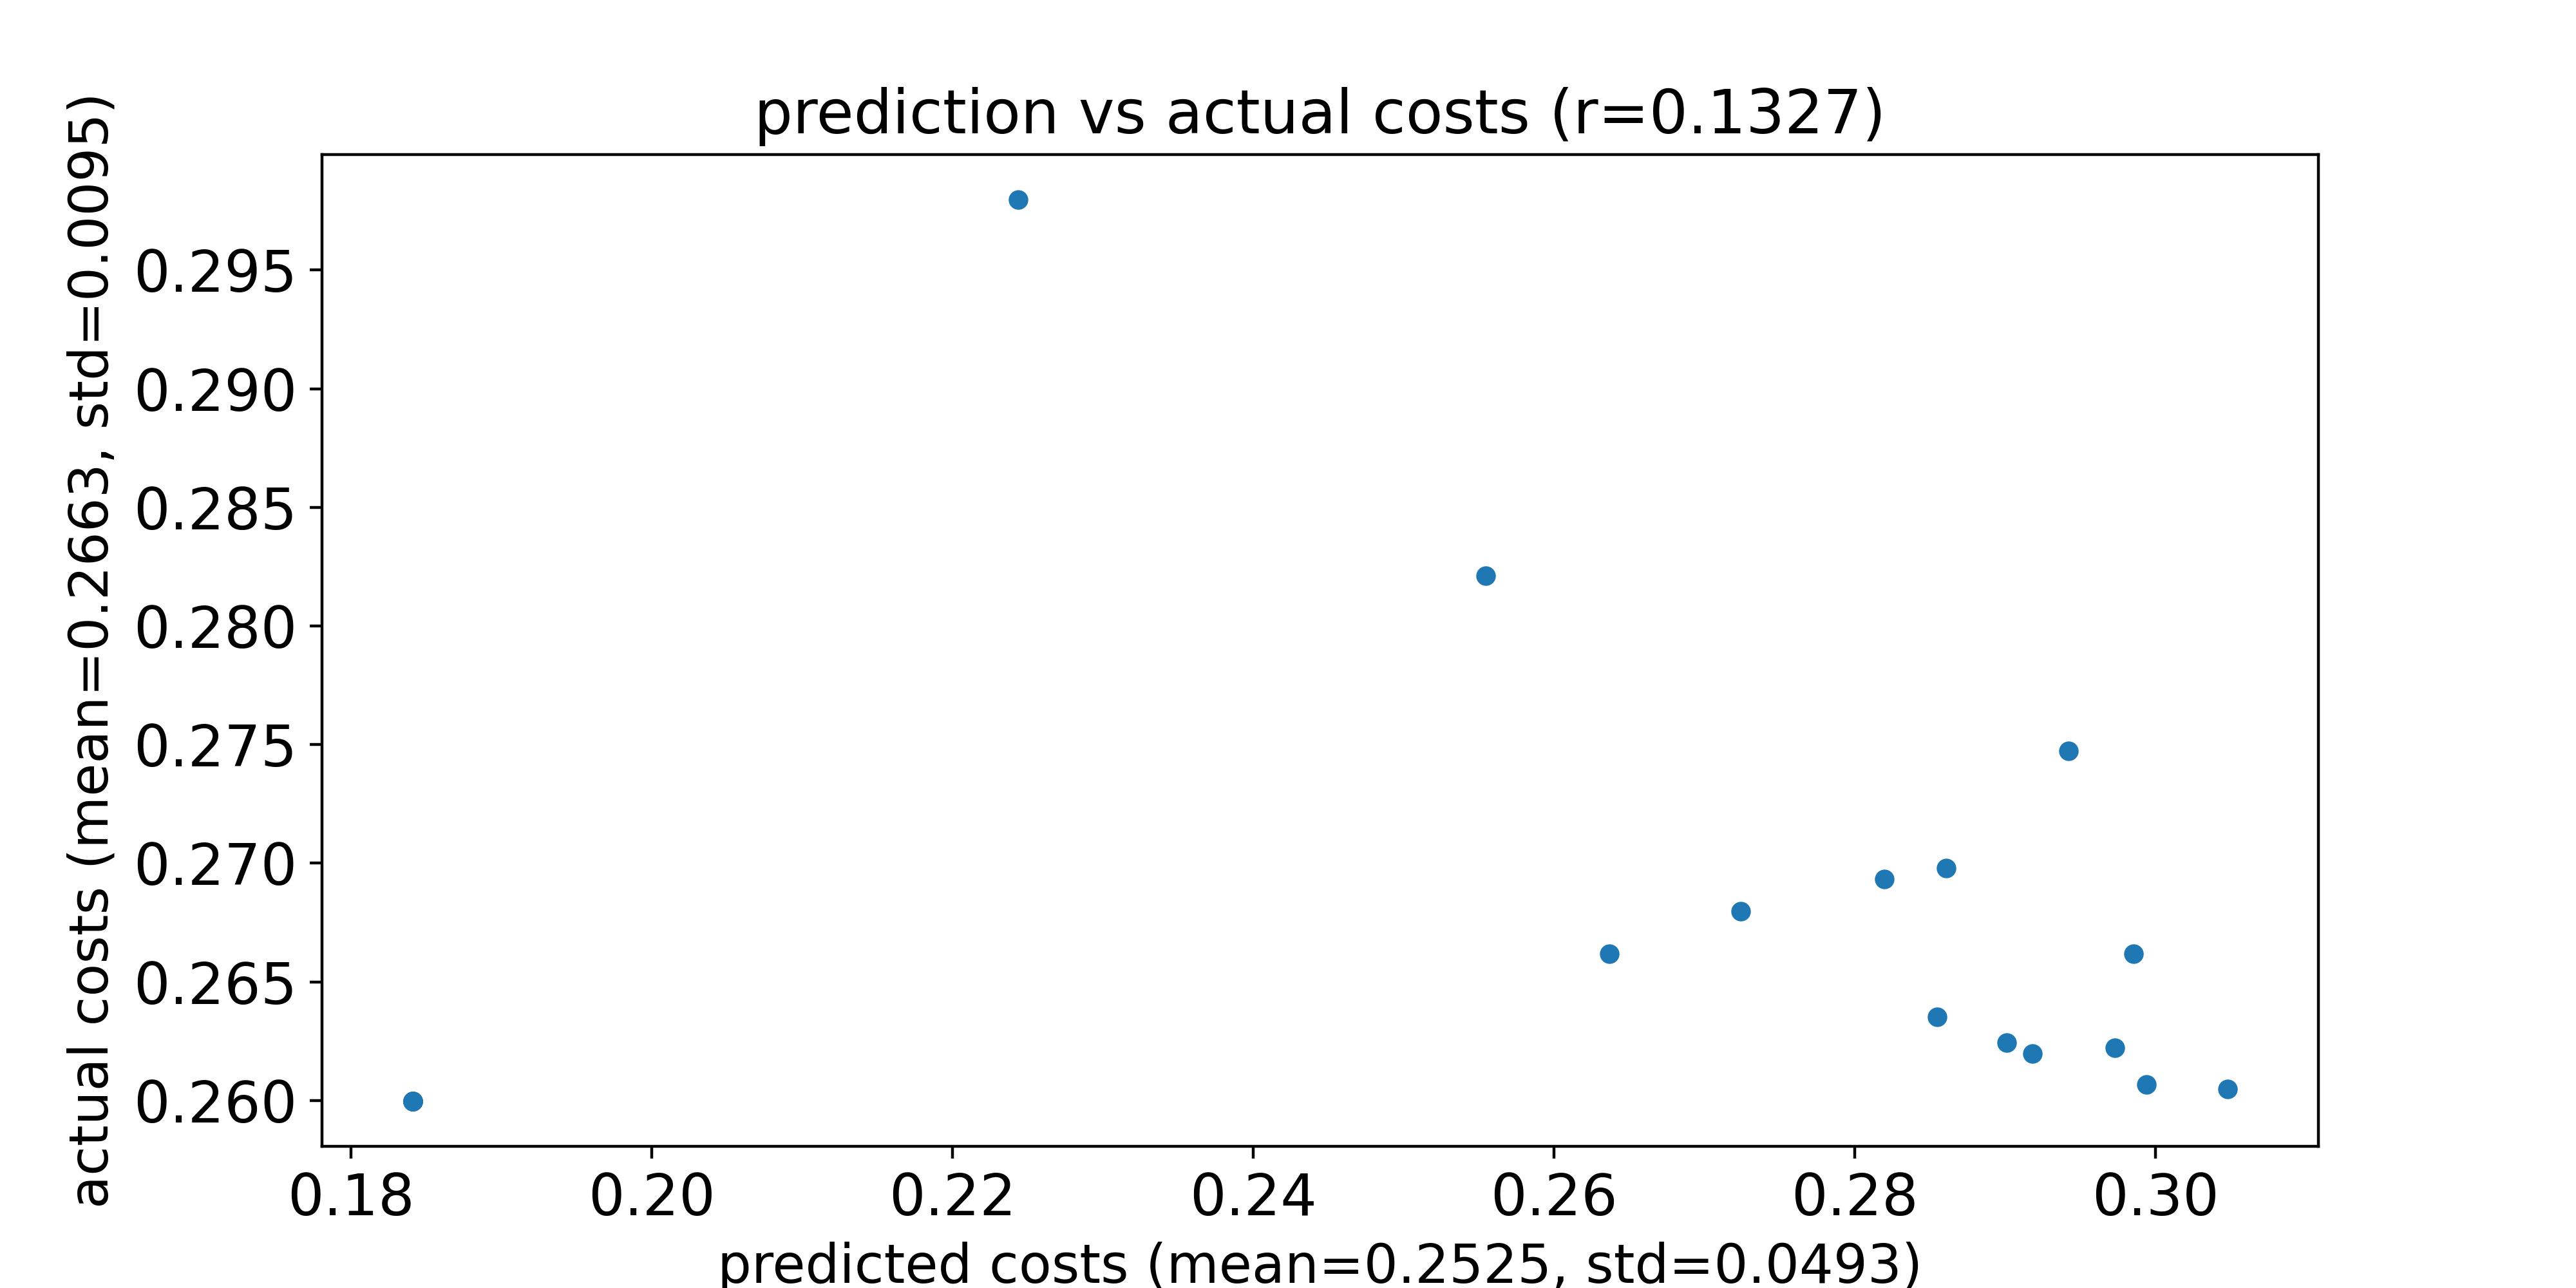 prediction vs actual costs (r=0.1327)
actual costs (mean=0.2663, std=0.0095)
0.295
0.290
0.285
0.280
0.275
0.270
0.265
0.260
0.18 0.20 0.22 0.24 0.26 0.28 0.30
predicted costs (mean=0.2525, std=0.0493)